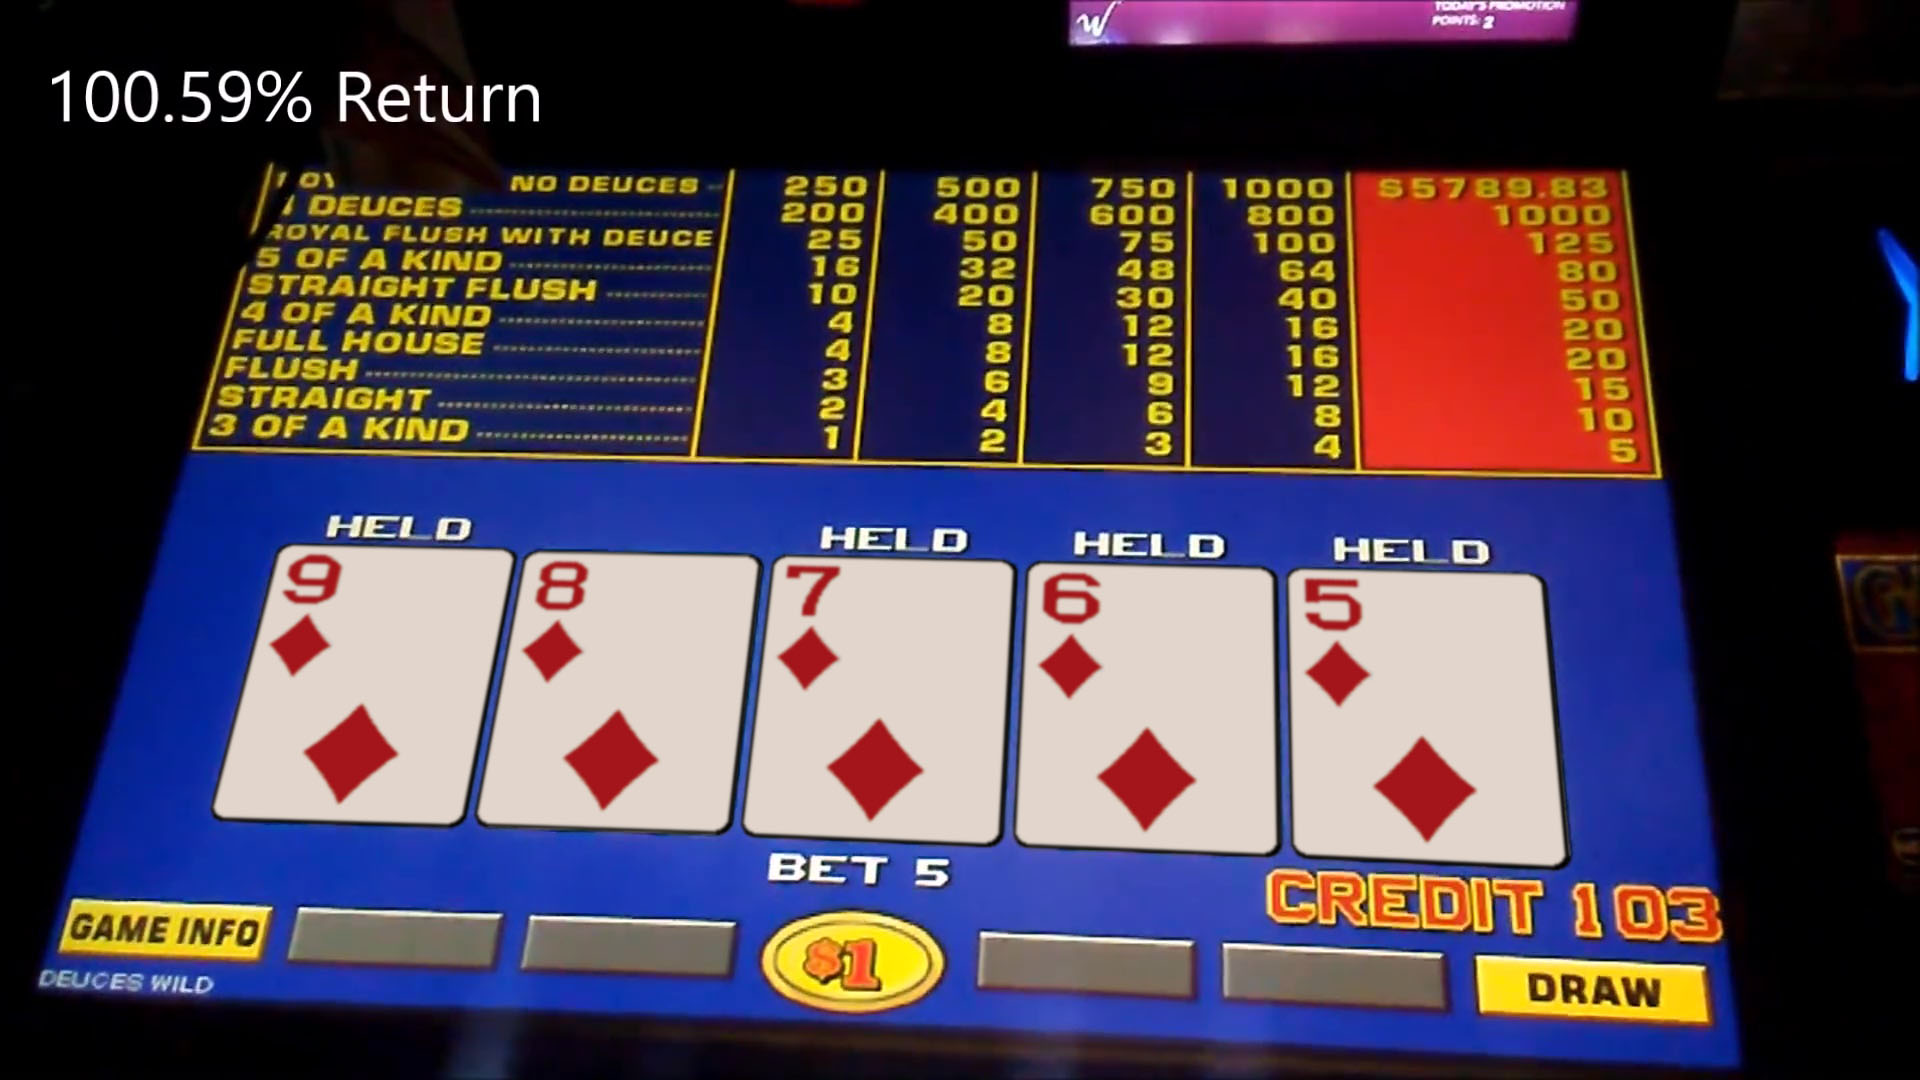 TODAY'S PROMOTION
W POINTS: 2
100.59% Return
NO DEUCES 250 500 750 1000 $5789.83
4 DEUCES 200 400 600 800 1000
ROYAL FLUSH WITH DEUCE 25 50 75 100 125
5 OF A KIND 16 32 48 64 80
STRAIGHT FLUSH 10 20 30 40 50
4 OF A KIND 4 8 12 16 20
FULL HOUSE 4 8 12 16 20
FLUSH 3 6 9 12 15
STRAIGHT 2 4 6 8 10
3 OF A KIND 1 2 3 4 5
HELD HELD HELD HELD
9 8 7 6 5
BET 5
CREDIT 103
GAME INFO $1 DRAW
DEUCES WILD